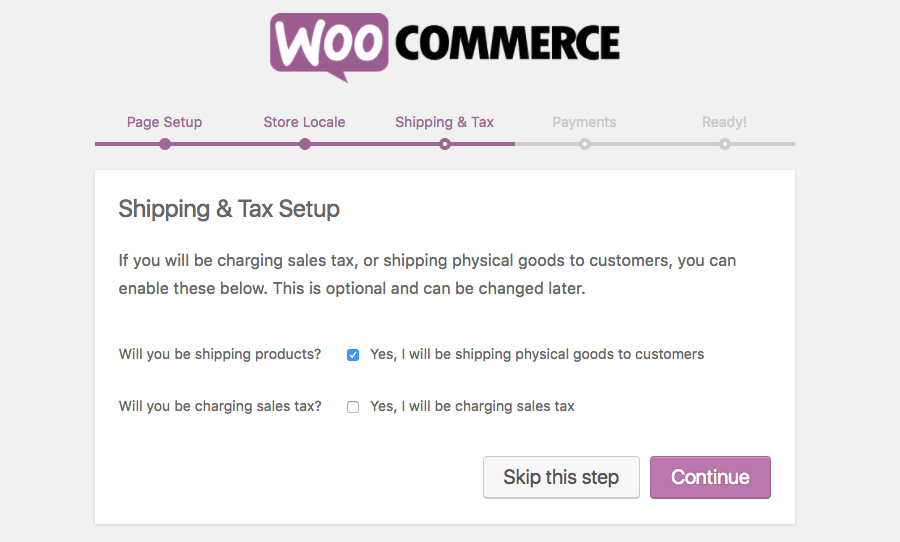 WOO COMMERCE
Page Setup Store Locale Shipping & Tax Payments Ready!
Shipping & Tax Setup
If you will be charging sales tax, or shipping physical goods to customers, you can
enable these below. This is optional and can be changed later.
Will you be shipping products? Yes, I will be shipping physical goods to customers
Will you be charging sales tax? Yes, I will be charging sales tax
Skip this step Continue